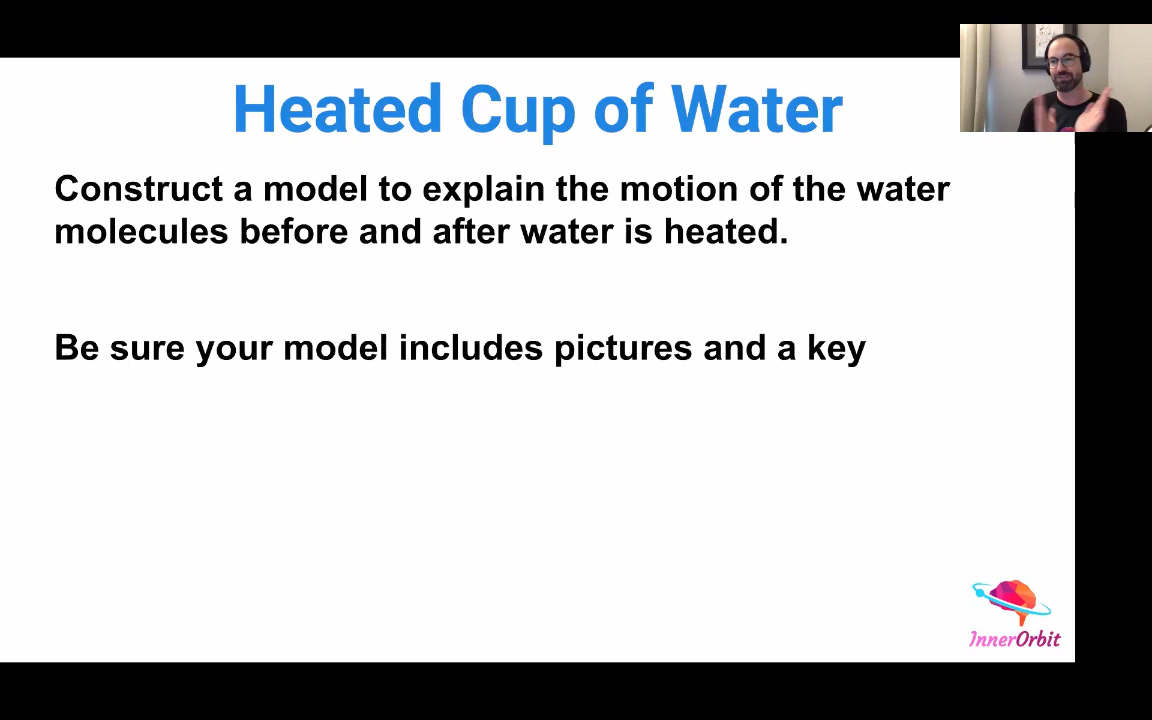 Heated Cup of Water
Construct a model to explain the motion of the water
molecules before and after water is heated.
Be sure your model includes pictures and a key
InnerOrbit